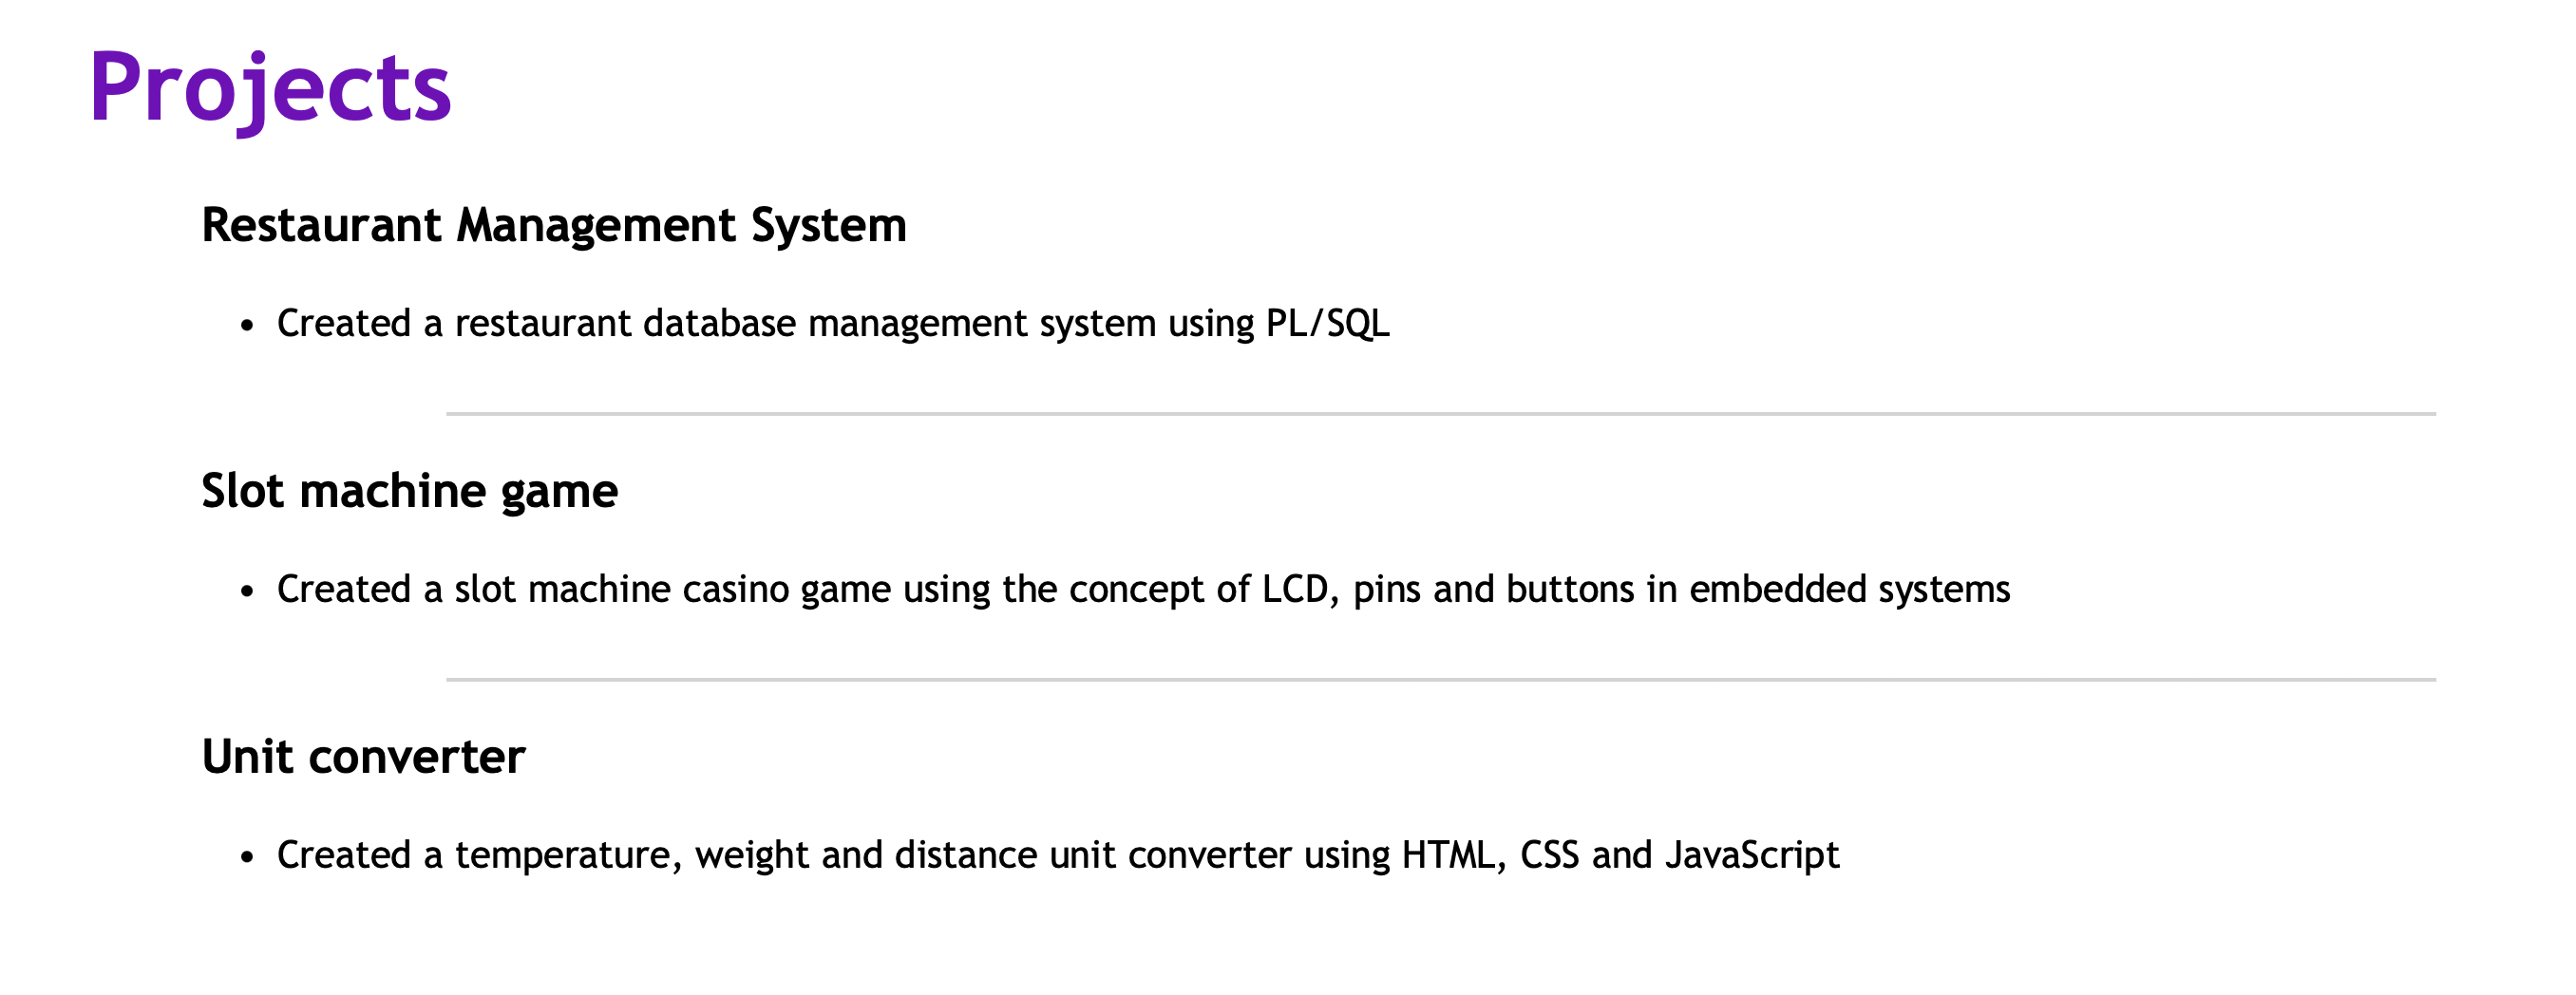 Projects
Restaurant Management System
• Created a restaurant database management system using PL/SQL
Slot machine game
• Created a slot machine casino game using the concept of LCD, pins and buttons in embedded systems
Unit converter
• Created a temperature, weight and distance unit converter using HTML, CSS and JavaScript